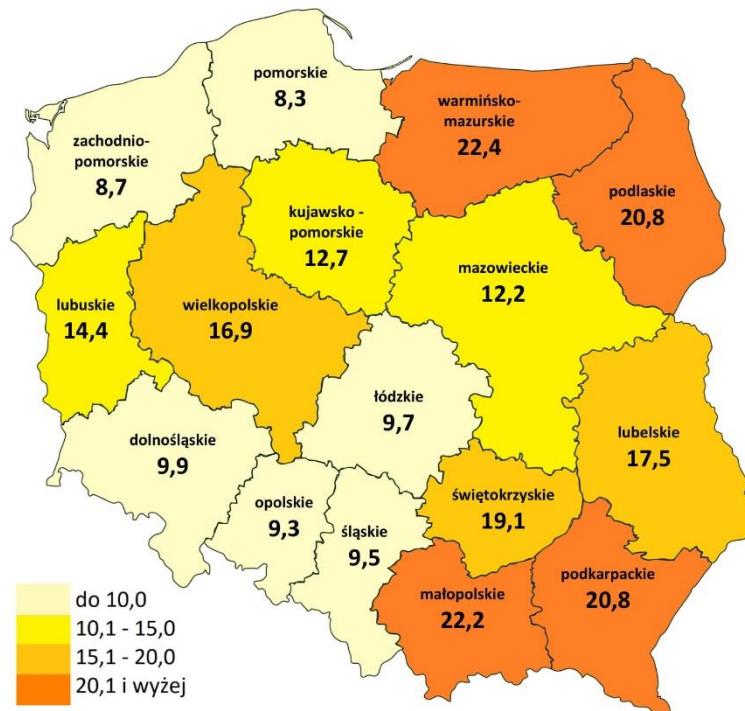 pomorskie
8,3
warmińsko-
mazurskie
22,4
zachodnio-
pomorskie
8,7
podlaskie
20,8
kujawsko -
pomorskie
12,7
mazowieckie
12,2
lubuskie
14,4
wielkopolskie
16,9
łódzkie
9,7
lubelskie
17,5
dolnośląskie
9,9
opolskie
9,3
śląskie
9,5
świętokrzyskie
19,1
małopolskie
22,2
podkarpackie
20,8
do 10,0
10,1 - 15,0
15,1 - 20,0
20,1 i wyżej